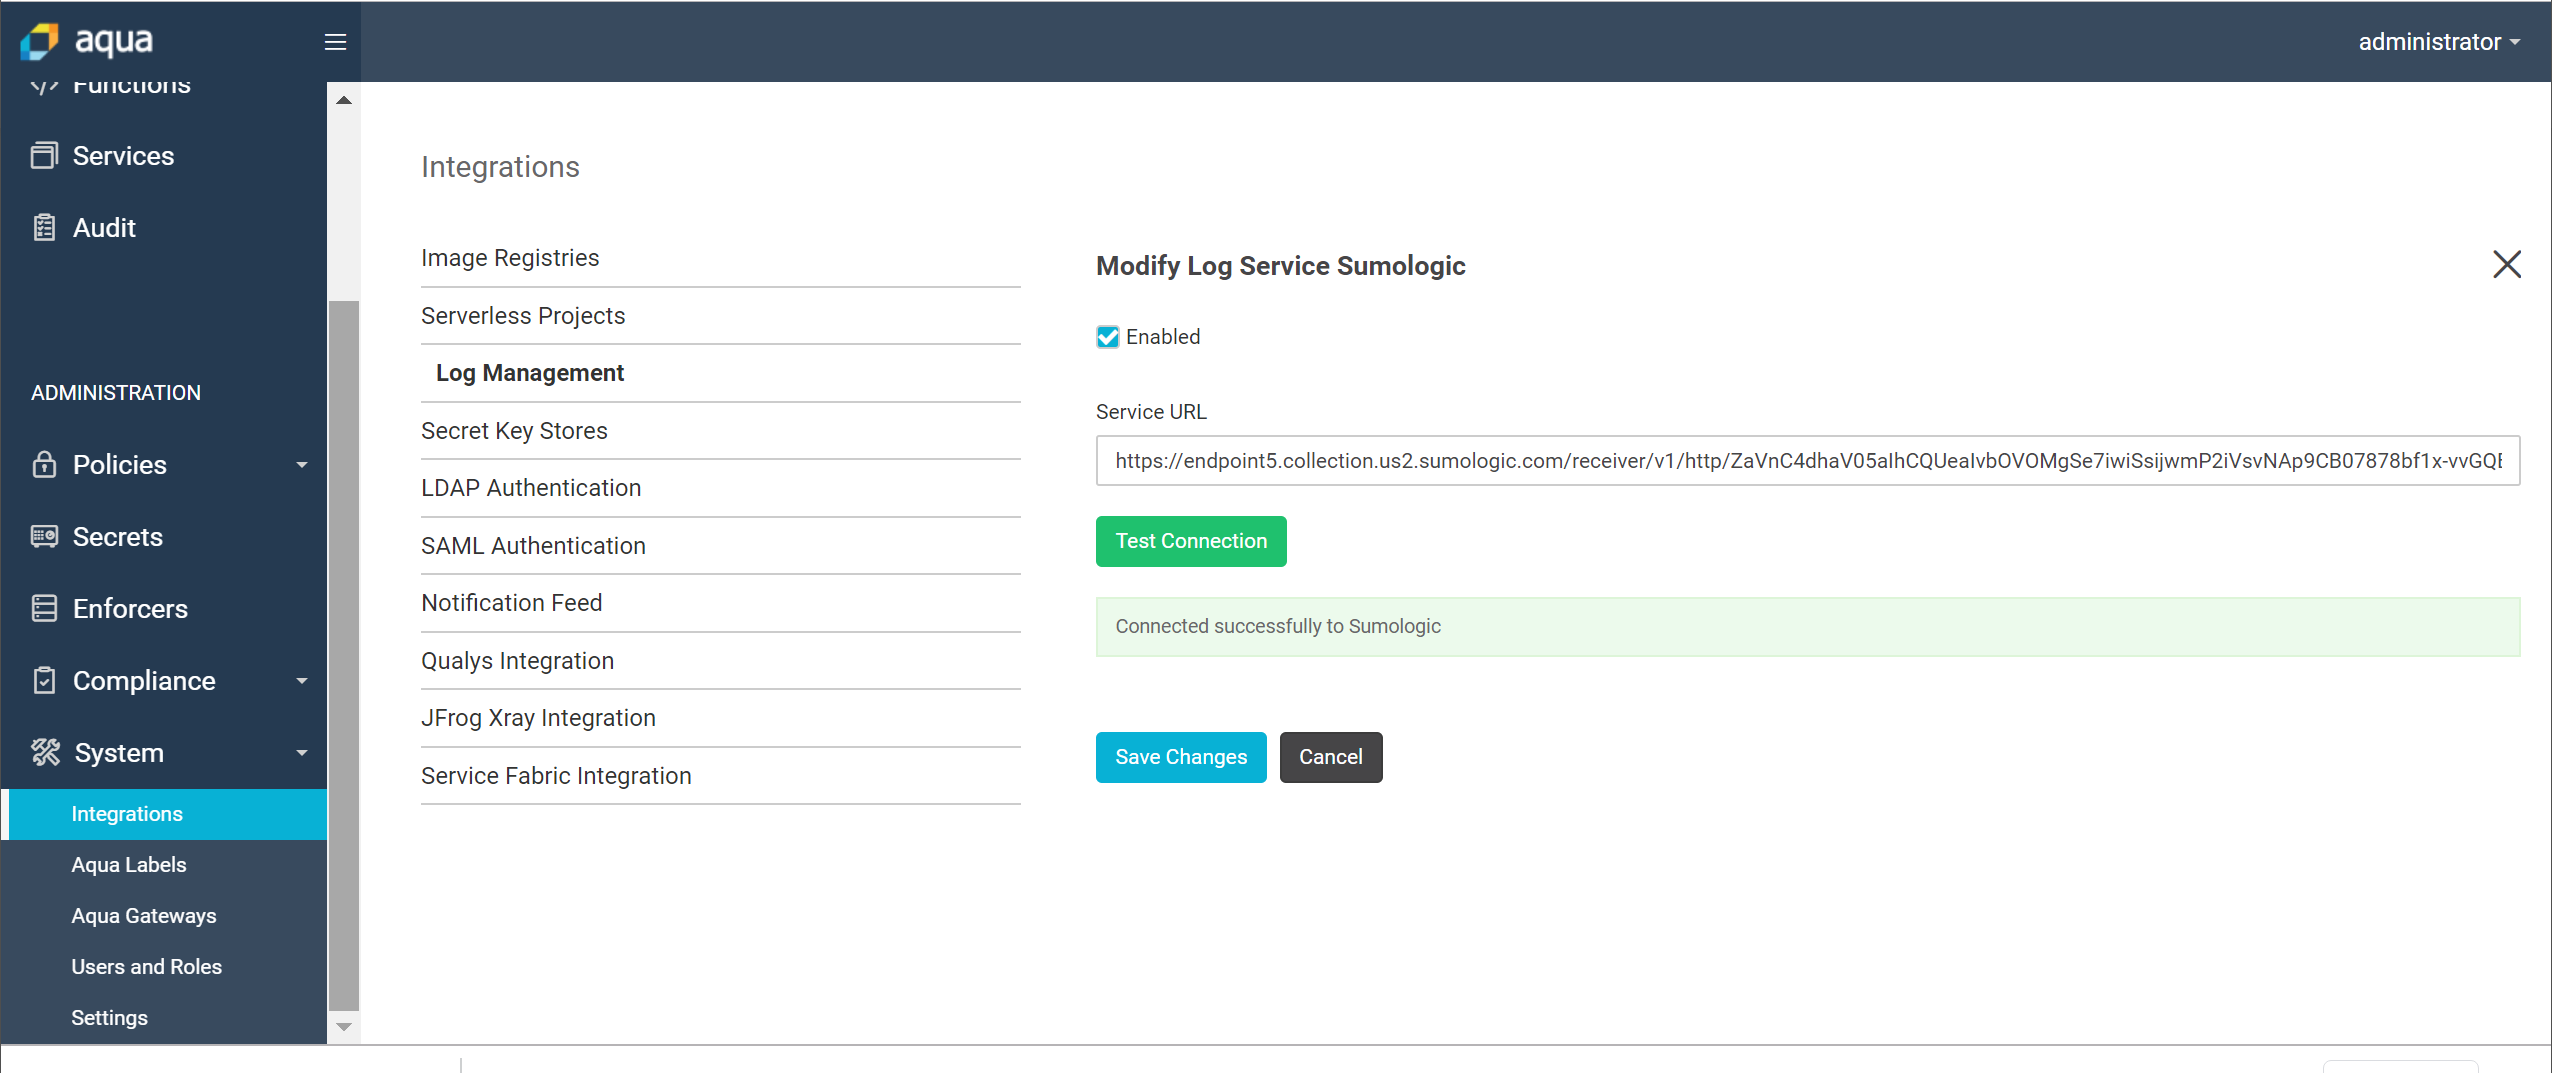 aqua
administrator
Functions
Services
Audit
ADMINISTRATION
Policies
Secrets
Enforcers
Compliance
System
Integrations
Aqua Labels
Aqua Gateways
Users and Roles
Settings
Integrations
Image Registries
Serverless Projects
Log Management
Secret Key Stores
LDAP Authentication
SAML Authentication
Notification Feed
Qualys Integration
JFrog Xray Integration
Service Fabric Integration
Modify Log Service Sumologic
Enabled
Service URL
https://endpoint5.collection.us2.sumologic.com/receiver/v1/http/ZaVnC4dhaV05aIhCQUeaIvbOVOMgSe7iwiSsijwmP2iVsvNAp9CB07878bf1x-vvGQE
Test Connection
Connected successfully to Sumologic
Save Changes
Cancel